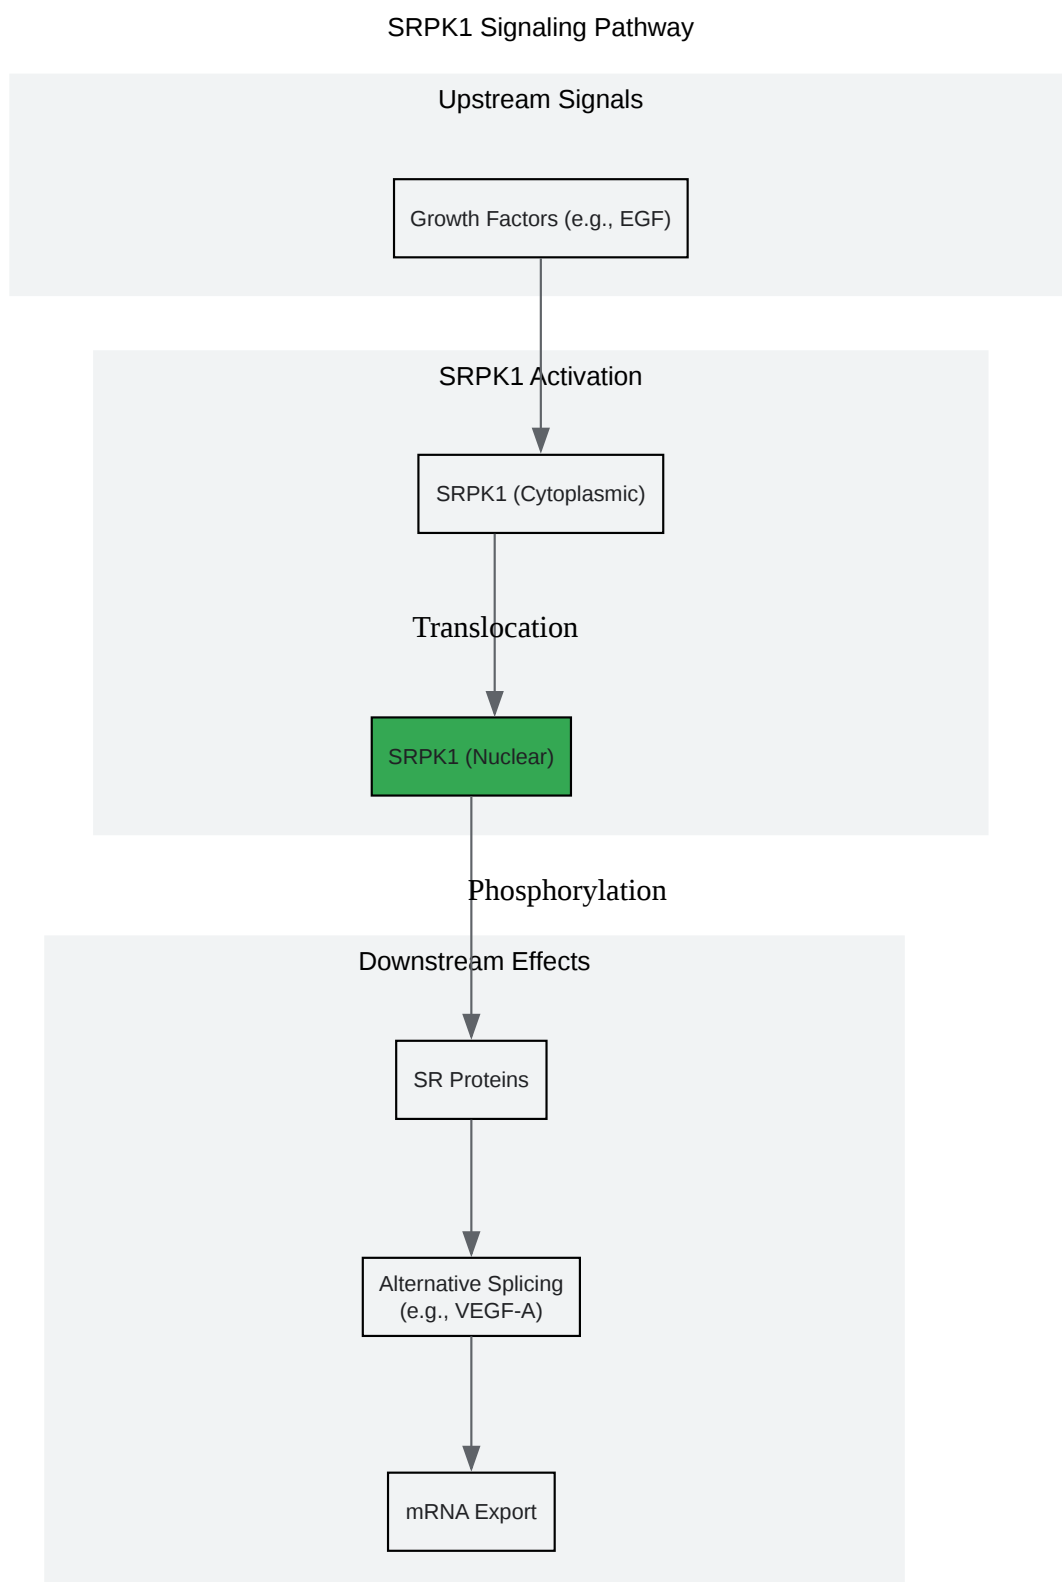 SRPK1 Signaling Pathway
Upstream Signals
Growth Factors (e.g., EGF)
SRPK1 Activation
SRPK1 (Cytoplasmic)
Translocation
SRPK1 (Nuclear)
Phosphorylation
Downstream Effects
SR Proteins
Alternative Splicing
(e.g., VEGF-A)
mRNA Export